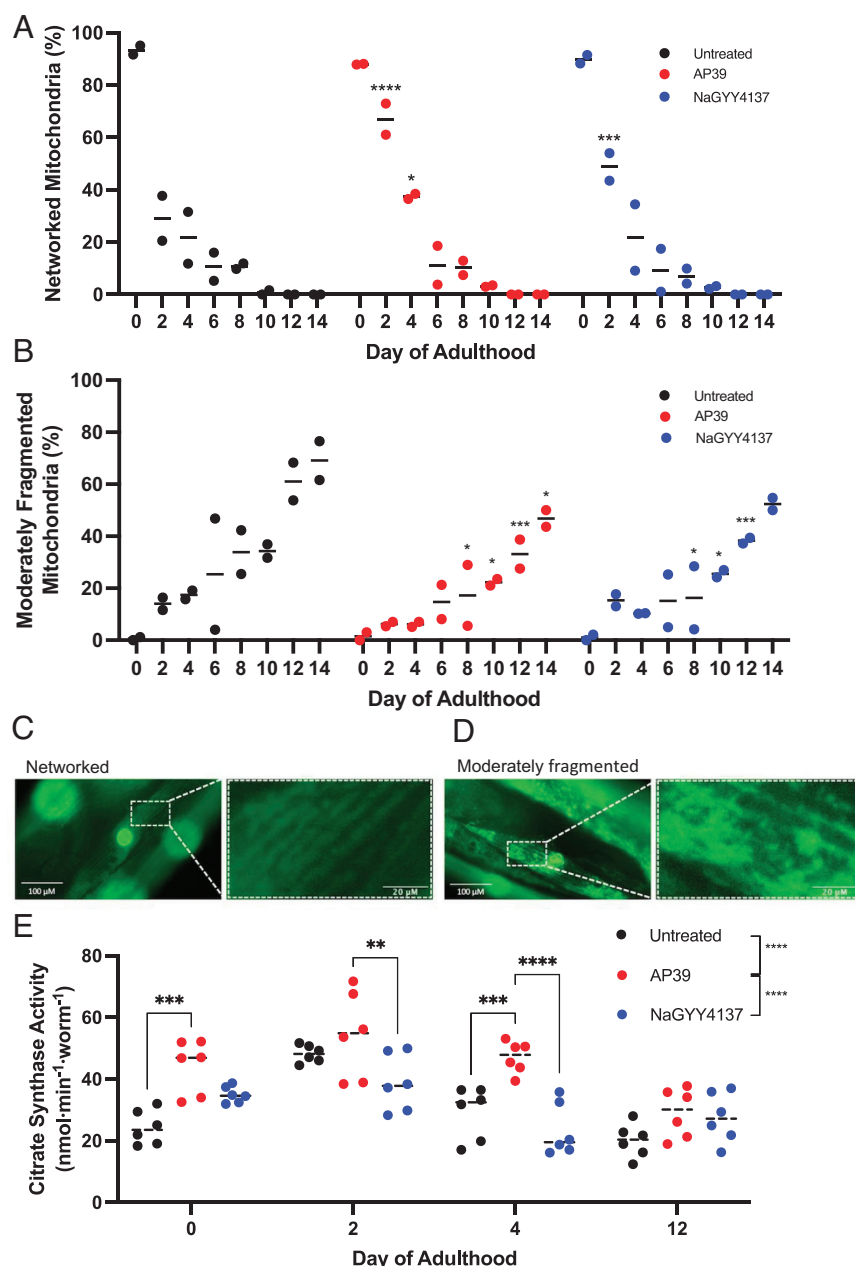 A
Networked Mitochondria (%)
100
80
60
40
20
0
**** 
*
***
Untreated
AP39
NaGYY4137
0 2 4 6 8 10 12 14 0 2 4 6 8 10 12 14 0 2 4 6 8 10 12 14
Day of Adulthood
B
Moderately Fragmented
Mitochondria (%)
100
80
60
40
20
0
Untreated
AP39
NaGYY4137
* * *** *
* * ***
0 2 4 6 8 10 12 14 0 2 4 6 8 10 12 14 0 2 4 6 8 10 12 14
Day of Adulthood
C
Networked
100 µM
20 µM
D
Moderately fragmented
100 µM
20 µM
E
Citrate Synthase Activity
(nmol·min⁻¹·worm⁻¹)
80
60
40
20
0
***
**
*** ****
Untreated
AP39
NaGYY4137
****
****
0 2 4 12
Day of Adulthood